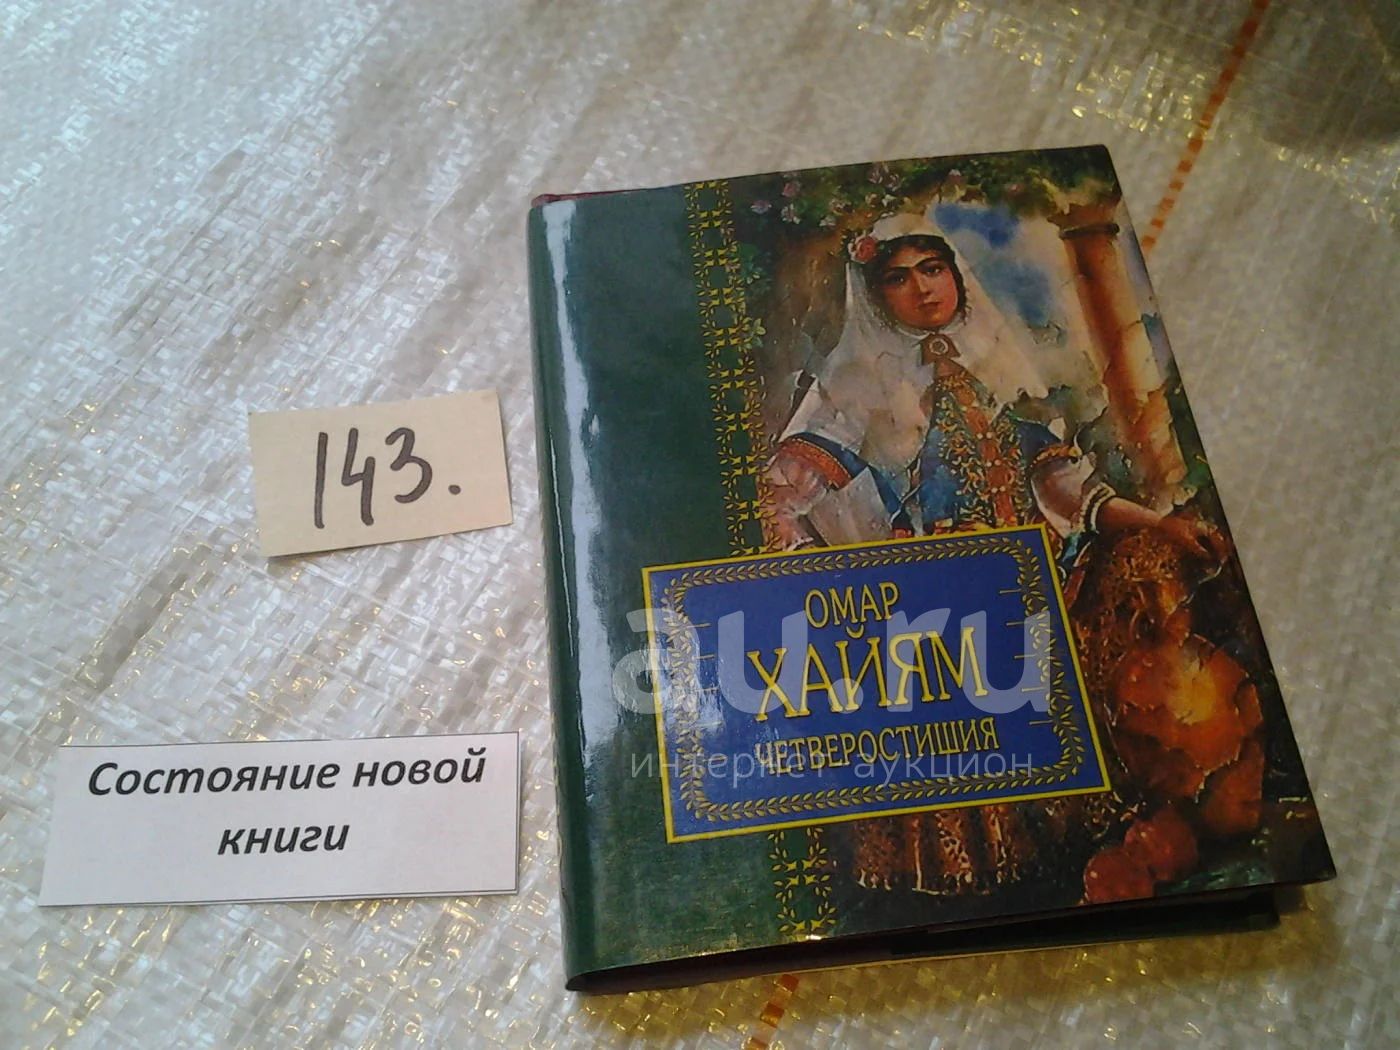 143.
Состояние новой
книги
ОМАР
ХАЙЯМ
ЧЕТВЕРОСТИШИЯ
au.ru
интернет аукцион